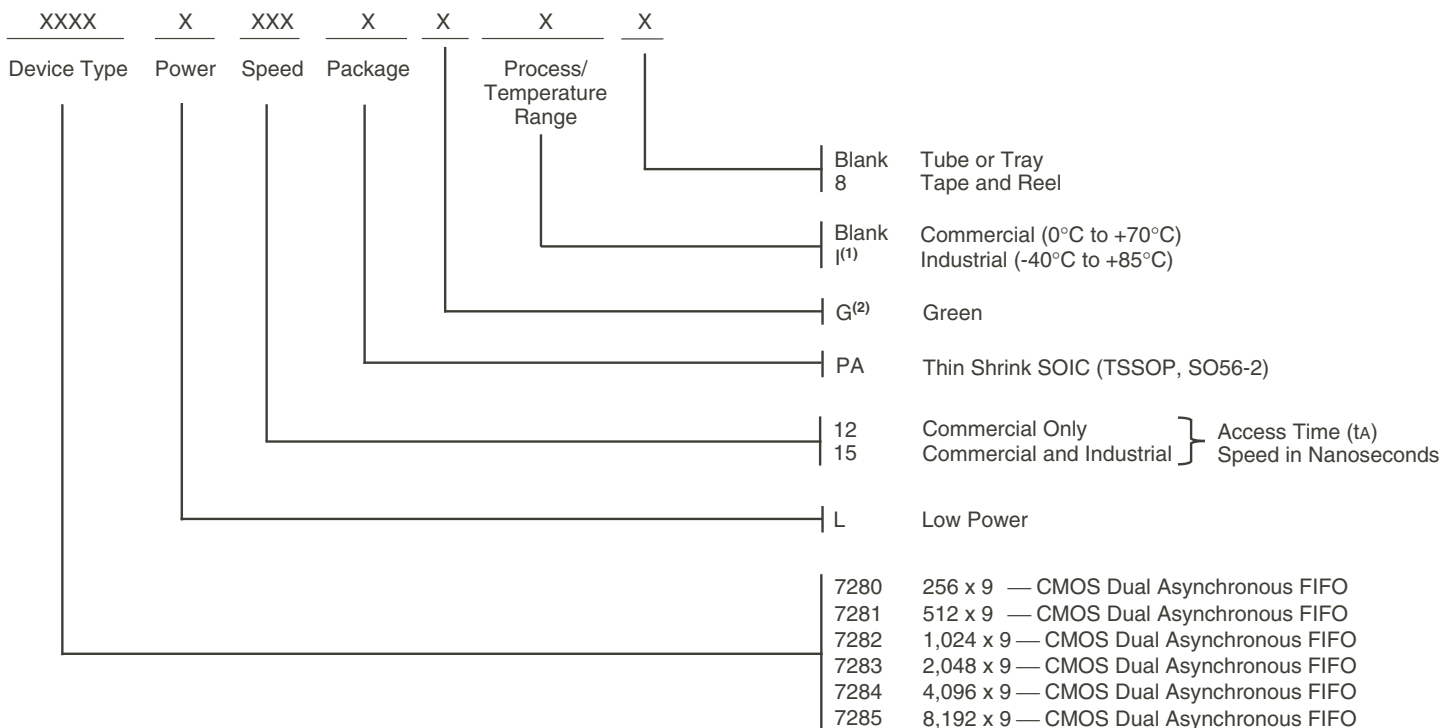 XXXX X XXX X X X X
Device Type Power Speed Package Process/
Temperature
Range
Blank Tube or Tray
8 Tape and Reel
Blank Commercial (0°C to +70°C)
I(1) Industrial (-40°C to +85°C)
G(2) Green
PA Thin Shrink SOIC (TSSOP, SO56-2)
12 Commercial Only
15 Commercial and Industrial
Access Time (tA)
Speed in Nanoseconds
L Low Power
7280 256 x 9 — CMOS Dual Asynchronous FIFO
7281 512 x 9 — CMOS Dual Asynchronous FIFO
7282 1,024 x 9 — CMOS Dual Asynchronous FIFO
7283 2,048 x 9 — CMOS Dual Asynchronous FIFO
7284 4,096 x 9 — CMOS Dual Asynchronous FIFO
7285 8,192 x 9 — CMOS Dual Asynchronous FIFO